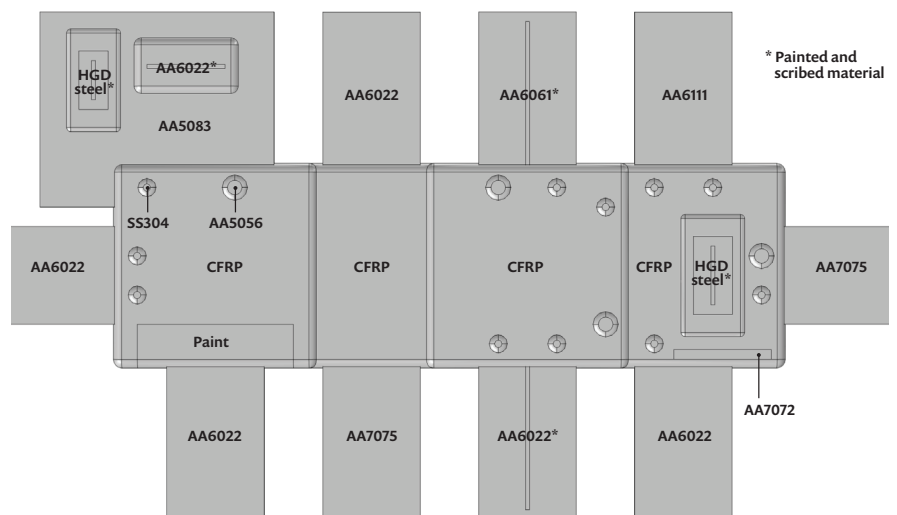 * Painted and
scribed material
HGD
steel*
AA6022*
AA5083
AA6022
AA6061*
AA6111
SS304
AA5056
AA6022
CFRP
CFRP
CFRP
CFRP
HGD
steel*
AA7075
Paint
AA7072
AA6022
AA7075
AA6022*
AA6022